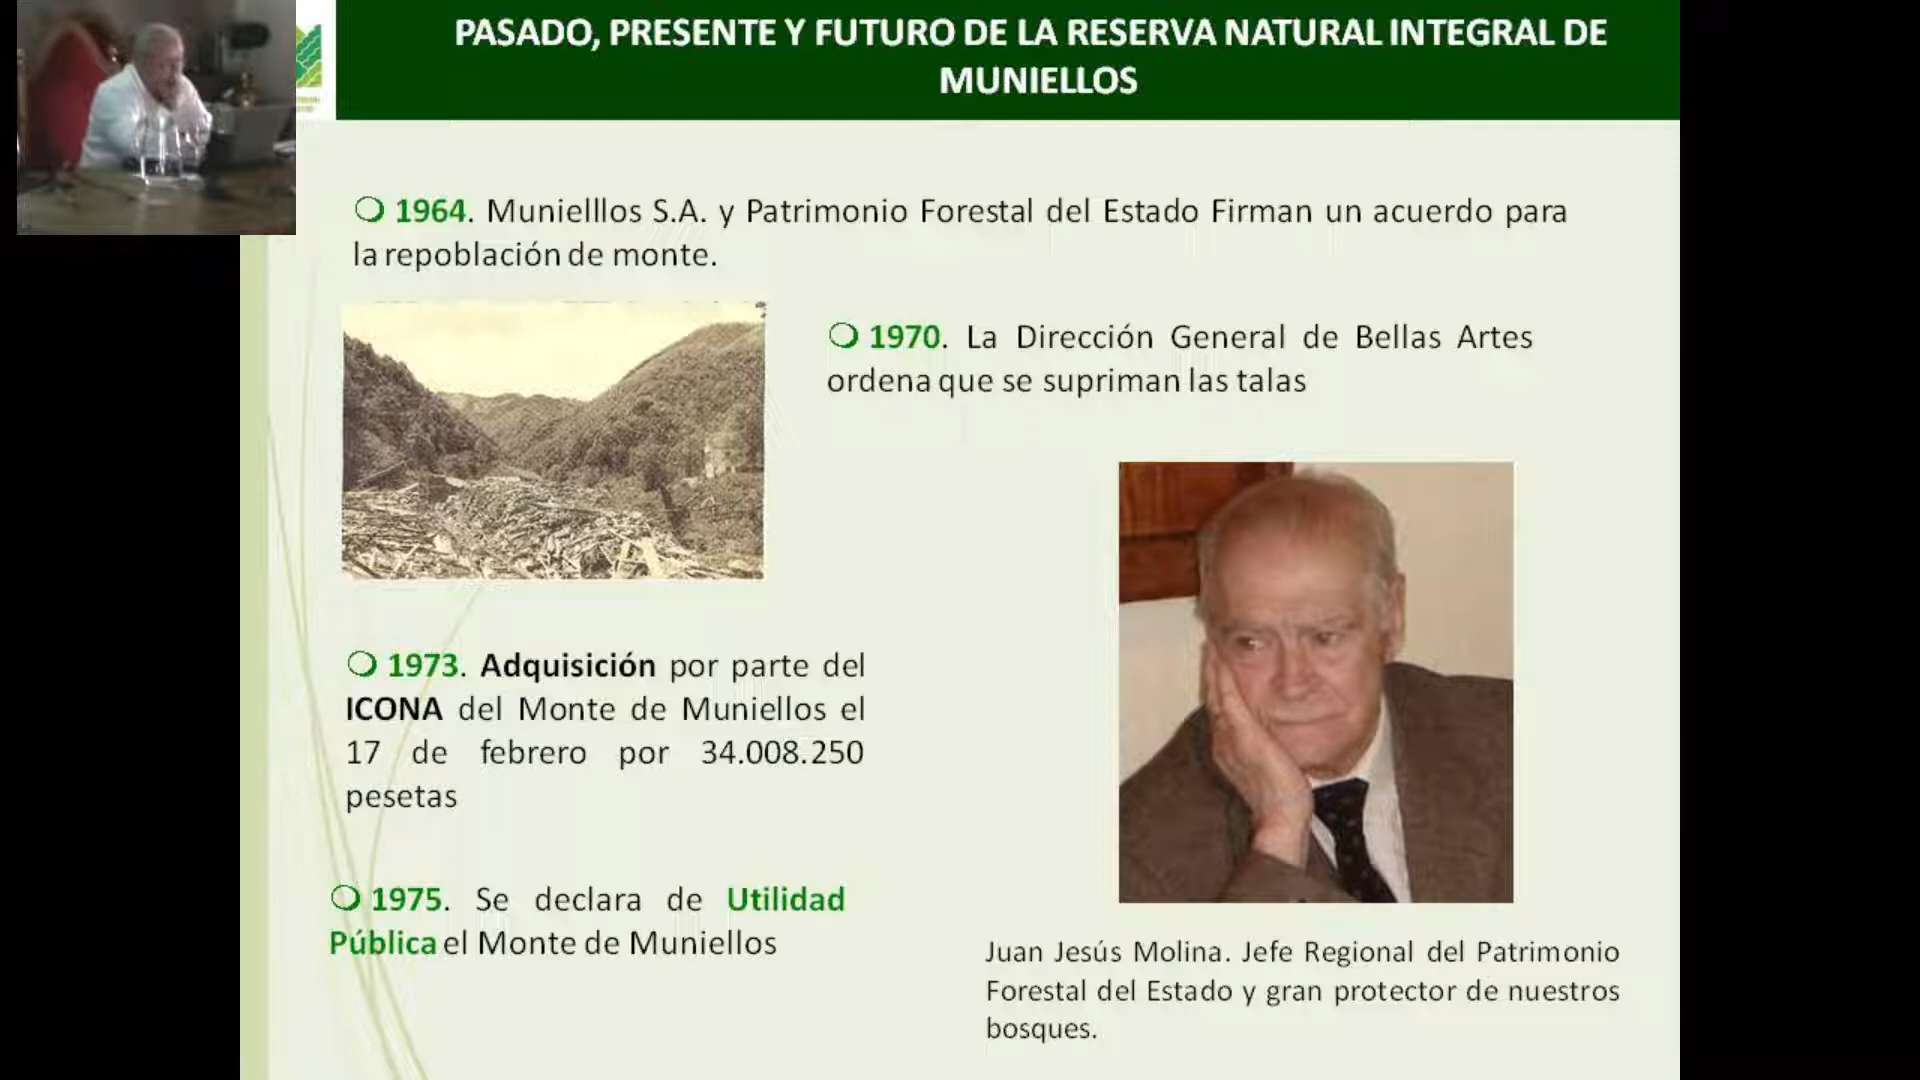 PASADO, PRESENTE Y FUTURO DE LA RESERVA NATURAL INTEGRAL DE
MUNIELLOS
1964. Munielllos S.A. y Patrimonio Forestal del Estado Firman un acuerdo para
la repoblación de monte.
1970. La Dirección General de Bellas Artes
ordena que se supriman las talas
1973. Adquisición por parte del
ICONA del Monte de Muniellos el
17 de febrero por 34.008.250
pesetas
1975. Se declara de Utilidad
Pública el Monte de Muniellos
Juan Jesús Molina. Jefe Regional del Patrimonio
Forestal del Estado y gran protector de nuestros
bosques.